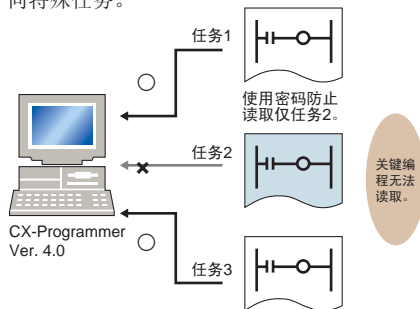 向特殊任务。
任务1
使用密码防止
读取仅任务2。
任务2
关键编
程无法
读取。
CX-Programmer
Ver. 4.0
任务3